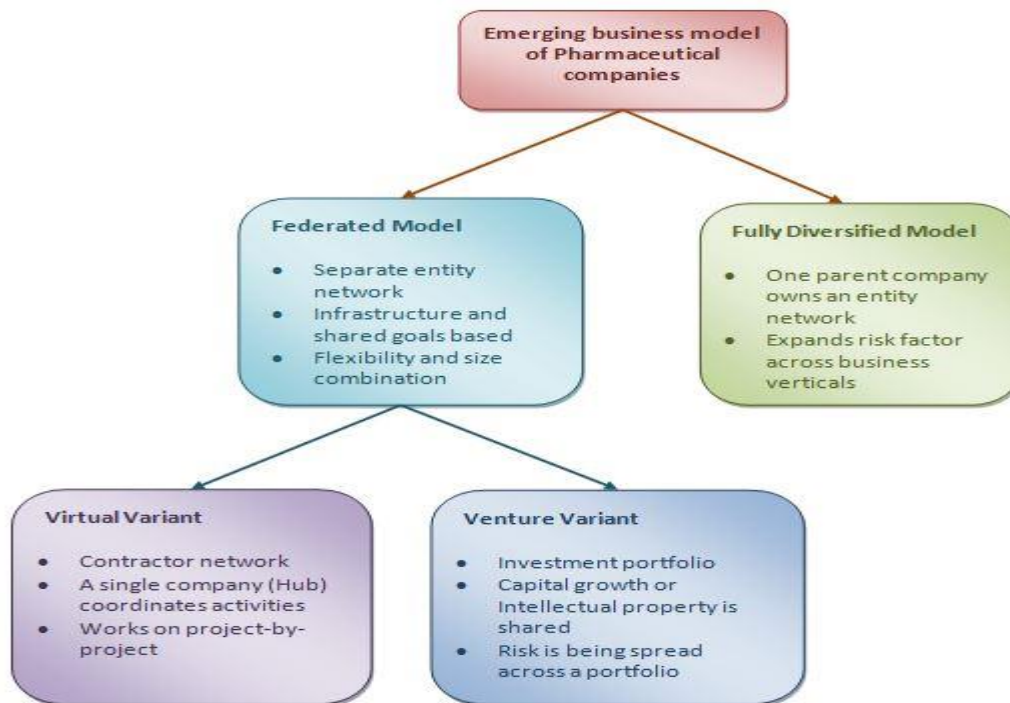 Emerging business model
of Pharmaceutical
companies
Federated Model
● Separate entity
network
● Infrastructure and
shared goals based
● Flexibility and size
combination
Fully Diversified Model
● One parent company
owns an entity
network
● Expands risk factor
across business
verticals
Virtual Variant
● Contractor network
● A single company (Hub)
coordinates activities
● Works on project-by-
project
Venture Variant
● Investment portfolio
● Capital growth or
Intellectual property is
shared
● Risk is being spread
across a portfolio